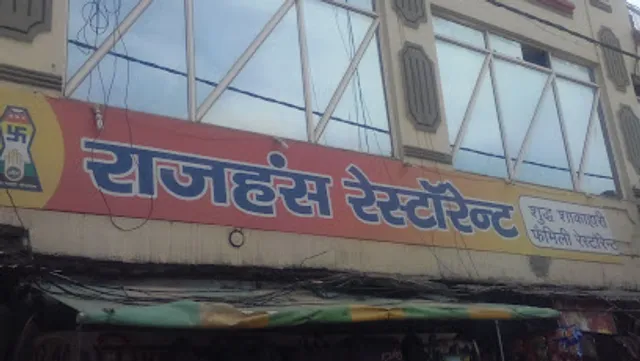 राजहंस रेस्टॉरेन्ट
शुद्ध शाकाहारी
फेमिली रेस्टॉरेन्ट